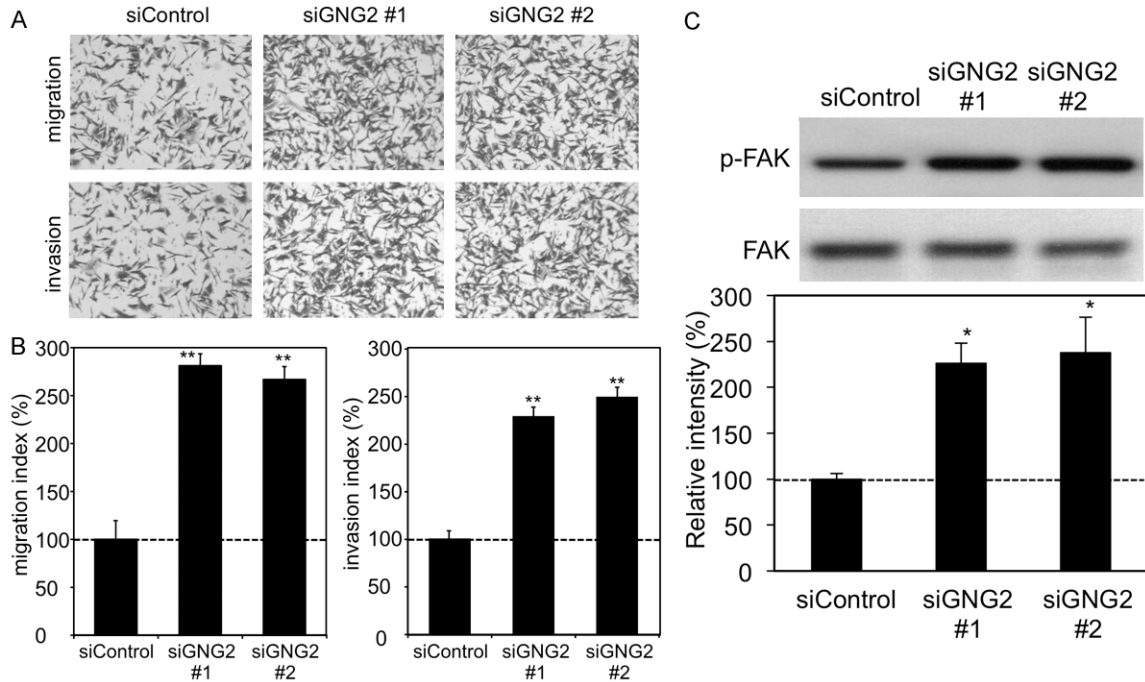 A
siControl
siGNG2 #1
siGNG2 #2
migration
invasion
B
migration index (%)
300
250
200
150
100
50
0
**
**
siControl
siGNG2
#1
siGNG2
#2
invasion index (%)
300
250
200
150
100
50
0
**
**
siControl
siGNG2
#1
siGNG2
#2
C
siControl
siGNG2
#1
siGNG2
#2
p-FAK
FAK
Relative intensity (%)
300
250
200
150
100
50
0
*
*
siControl
siGNG2
#1
siGNG2
#2